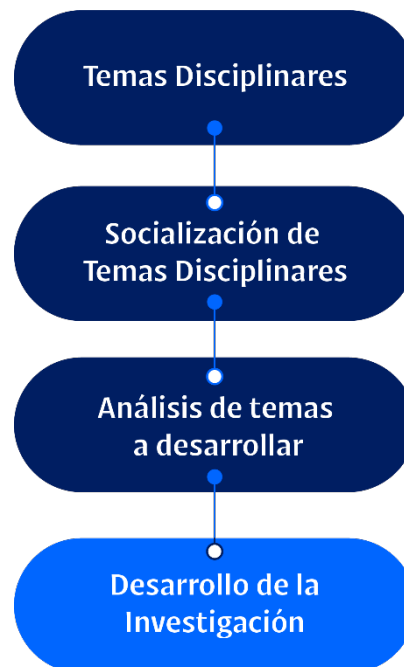 Temas Disciplinares
Socialización de
Temas Disciplinares
Análisis de temas
a desarrollar
Desarrollo de la
Investigación